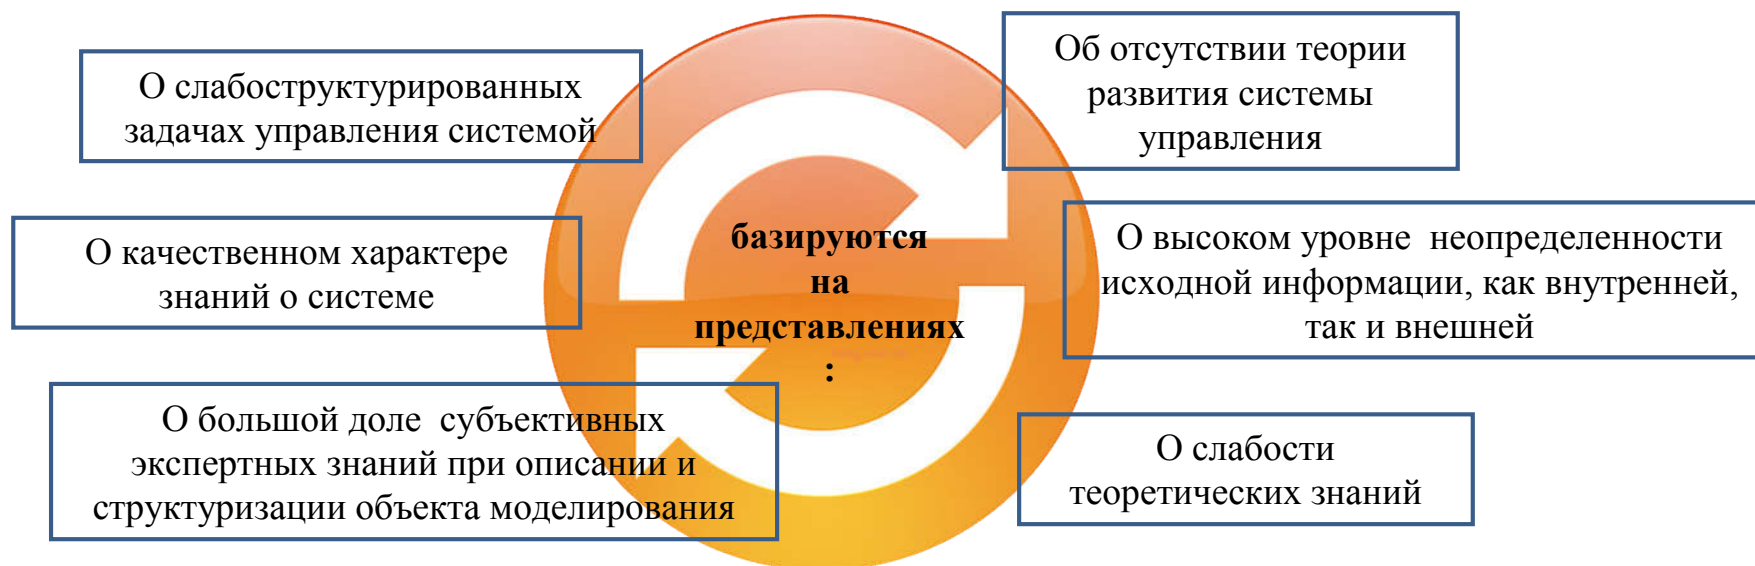 О слабоструктурированных
задачах управления системой
Об отсутствии теории
развития системы
управления
О качественном характере
знаний о системе
базируются
на
представлениях
:
О высоком уровне неопределенности
исходной информации, как внутренней,
так и внешней
О большой доле субъективных
экспертных знаний при описании и
структуризации объекта моделирования
О слабости
теоретических знаний